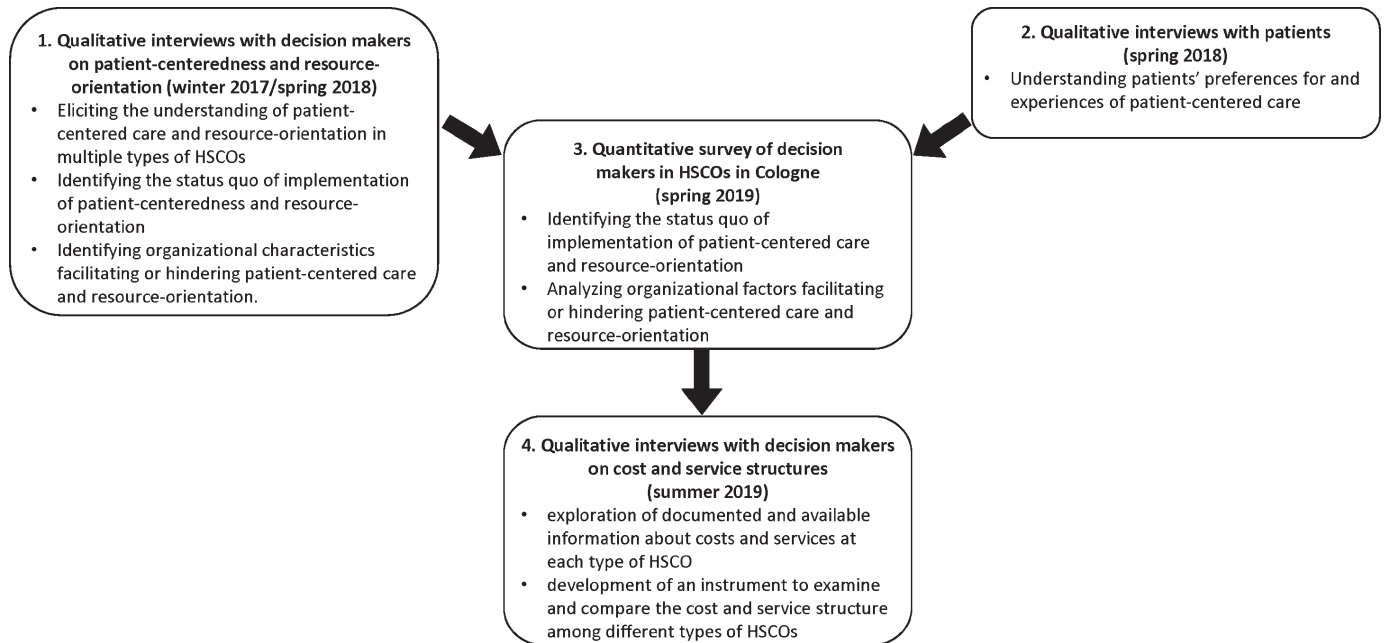 1. Qualitative interviews with decision makers
on patient-centeredness and resource-
orientation (winter 2017/spring 2018)
• Eliciting the understanding of patient-
centered care and resource-orientation in
multiple types of HSCOs
• Identifying the status quo of implementation
of patient-centeredness and resource-
orientation
• Identifying organizational characteristics
facilitating or hindering patient-centered care
and resource-orientation.
2. Qualitative interviews with patients
(spring 2018)
• Understanding patients' preferences for and
experiences of patient-centered care
3. Quantitative survey of decision
makers in HSCOs in Cologne
(spring 2019)
• Identifying the status quo of
implementation of patient-centered care
and resource-orientation
• Analyzing organizational factors facilitating
or hindering patient-centered care and
resource-orientation
4. Qualitative interviews with decision makers
on cost and service structures
(summer 2019)
• exploration of documented and available
information about costs and services at
each type of HSCO
• development of an instrument to examine
and compare the cost and service structure
among different types of HSCOs